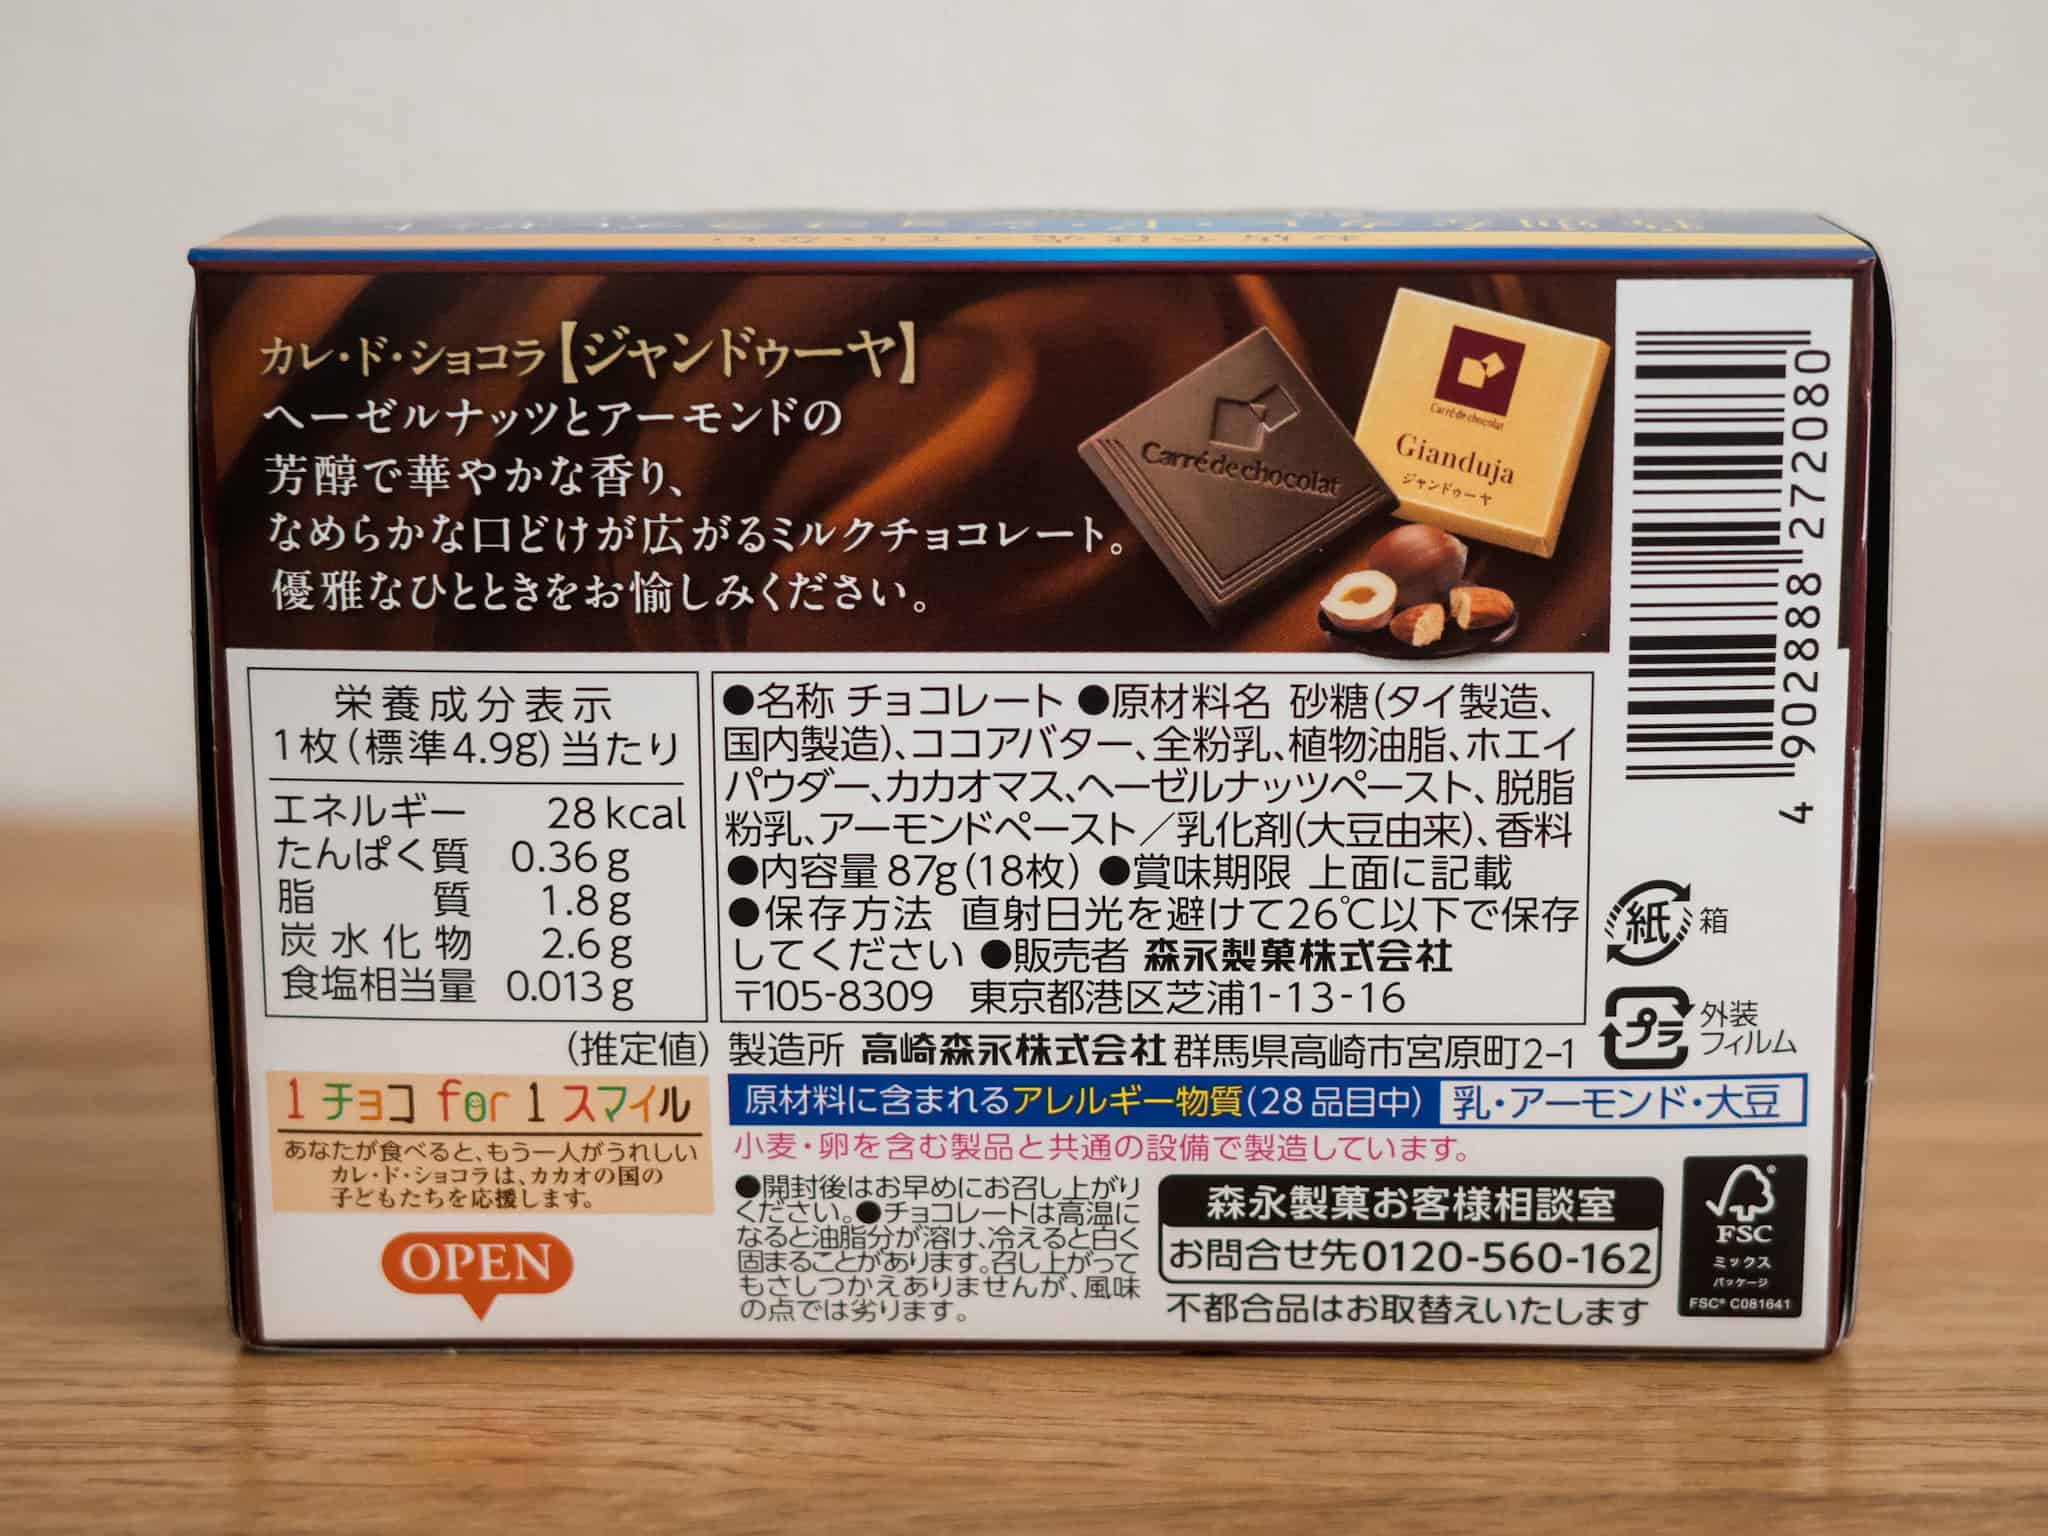 カレ・ド・ショコラ【ジャンドゥーヤ】
ヘーゼルナッツとアーモンドの
芳醇で華やかな香り、
なめらかな口どけが広がるミルクチョコレート。
優雅なひとときをお愉しみください。
Carré de chocolat
Carré de chocolat
Gianduja
ジャンドゥーヤ
4 902888 272080
栄養成分表示
1枚(標準4.9g)当たり
エネルギー 28kcal
たんぱく質 0.36g
脂質 1.8g
炭水化物 2.6g
食塩相当量 0.013g
(推定値)
●名称 チョコレート ●原材料名 砂糖(タイ製造、
国内製造)、ココアバター、全粉乳、植物油脂、ホエイ
パウダー、カカオマス、ヘーゼルナッツペースト、脱脂
粉乳、アーモンドペースト/乳化剤(大豆由来)、香料
●内容量 87g(18枚) ●賞味期限 上面に記載
●保存方法 直射日光を避けて26℃以下で保存
してください ●販売者 森永製菓株式会社
〒105-8309 東京都港区芝浦1-13-16
製造所 高崎森永株式会社 群馬県高崎市宮原町2-1
紙 箱
プラ 外装
フィルム
1チョコ for 1スマイル
あなたが食べると、もう一人がうれしい
カレ・ド・ショコラは、カカオの国の
子どもたちを応援します。
OPEN
原材料に含まれるアレルギー物質(28品目中) 乳・アーモンド・大豆
小麦・卵を含む製品と共通の設備で製造しています。
●開封後はお早めにお召し上がり
ください。●チョコレートは高温に
なると油脂分が溶け、冷えると白く
固まることがあります。召し上がって
もさしつかえありませんが、風味
の点では劣ります。
森永製菓お客様相談室
お問合せ先0120-560-162
不都合品はお取替えいたします
FSC
ミックス
パッケージ
FSC® C081641